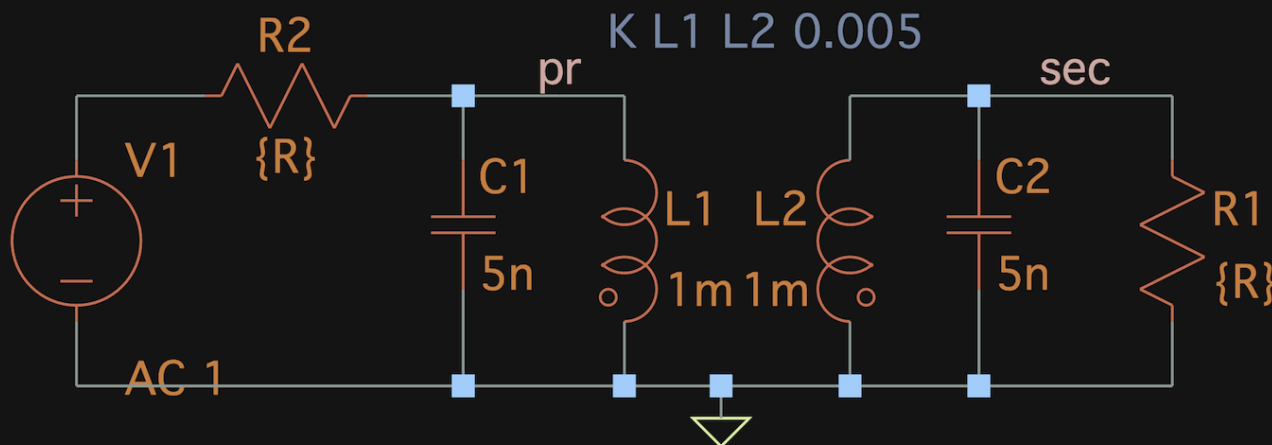 R2
K L1 L2 0.005
pr
sec
V1
{R}
C1
C2
L1
L2
R1
5n
1m
1m
5n
{R}
AC 1